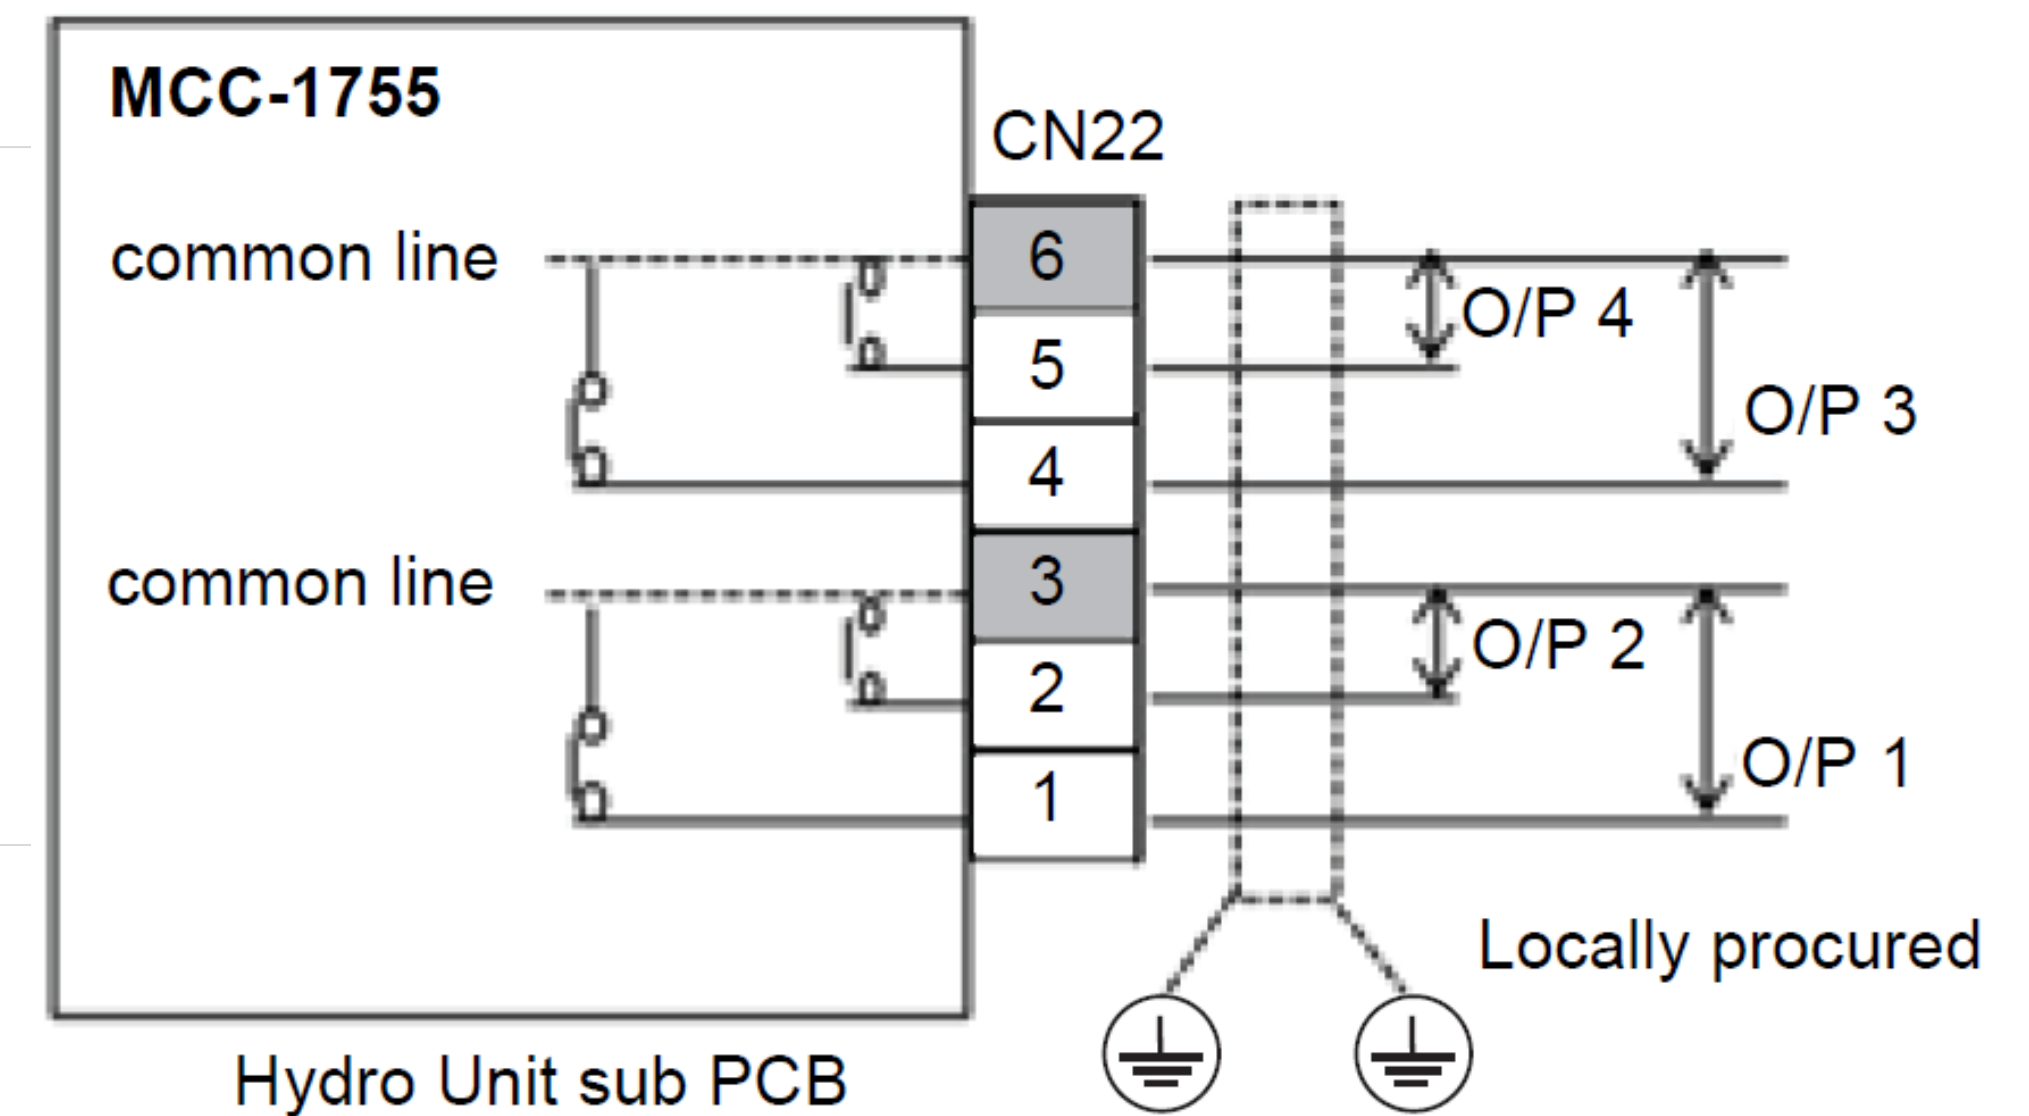 MCC-1755
CN22
common line
6
O/P 4
5
O/P 3
4
common line
3
O/P 2
2
O/P 1
1
Locally procured
Hydro Unit sub PCB